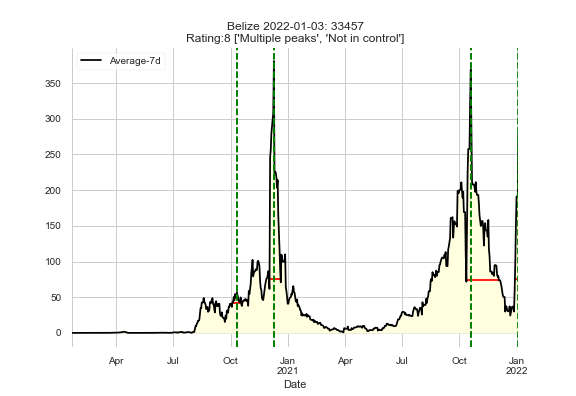 Belize 2022-01-03: 33457
Rating:8 ['Multiple peaks', 'Not in control']
Average-7d
350
300
250
200
150
100
50
0
Apr
Jul
Oct
Jan
2021
Apr
Jul
Oct
Jan
2022
Date